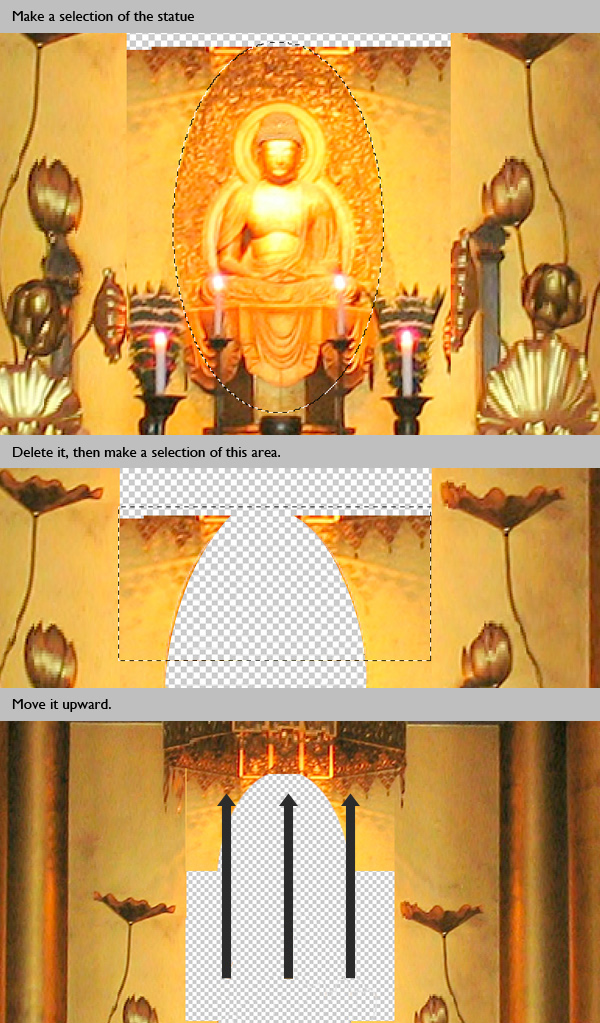 Make a selection of the statue
Delete it, then make a selection of this area.
Move it upward.